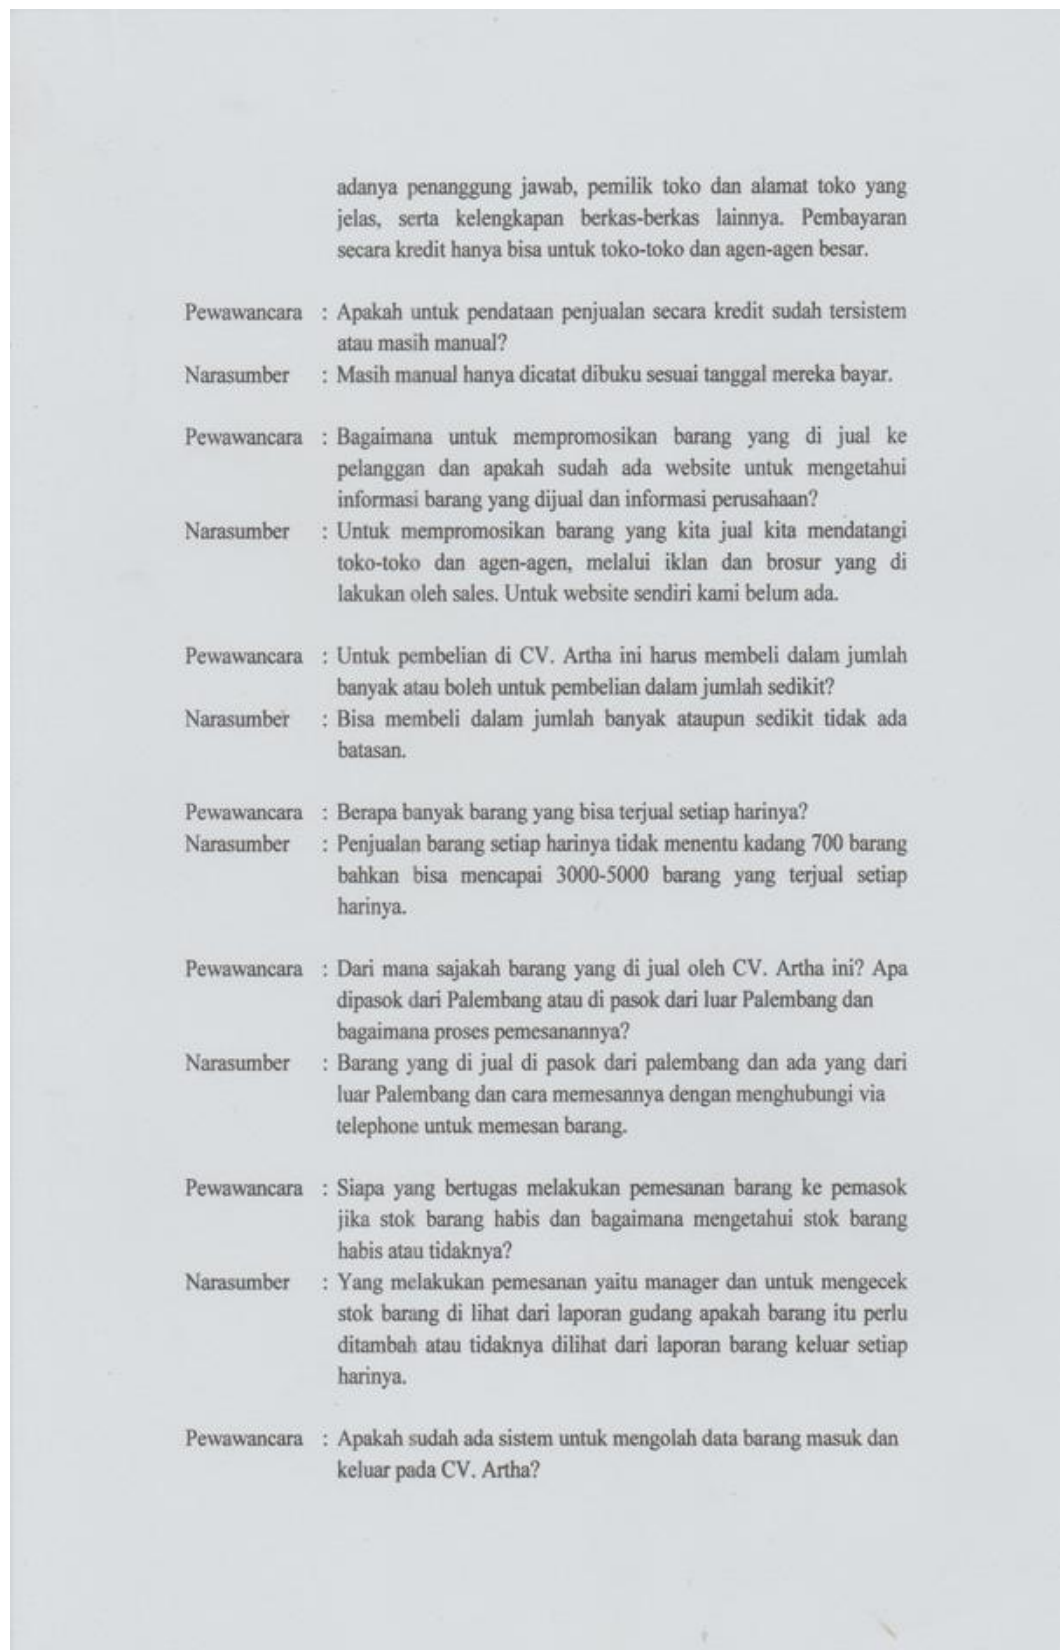 adanya penanggung jawab, pemilik toko dan alamat toko yang
jelas, serta kelengkapan berkas-berkas lainnya. Pembayaran
secara kredit hanya bisa untuk toko-toko dan agen-agen besar.
Pewawancara : Apakah untuk pendataan penjualan secara kredit sudah tersistem
atau masih manual?
Narasumber : Masih manual hanya dicatat dibuku sesuai tanggal mereka bayar.
Pewawancara : Bagaimana untuk mempromosikan barang yang di jual ke
pelanggan dan apakah sudah ada website untuk mengetahui
informasi barang yang dijual dan informasi perusahaan?
Narasumber : Untuk mempromosikan barang yang kita jual kita mendatangi
toko-toko dan agen-agen, melalui iklan dan brosur yang di
lakukan oleh sales. Untuk website sendiri kami belum ada.
Pewawancara : Untuk pembelian di CV. Artha ini harus membeli dalam jumlah
banyak atau boleh untuk pembelian dalam jumlah sedikit?
Narasumber : Bisa membeli dalam jumlah banyak ataupun sedikit tidak ada
batasan.
Pewawancara : Berapa banyak barang yang bisa terjual setiap harinya?
Narasumber : Penjualan barang setiap harinya tidak menentu kadang 700 barang
bahkan bisa mencapai 3000-5000 barang yang terjual setiap
harinya.
Pewawancara : Dari mana sajakah barang yang di jual oleh CV. Artha ini? Apa
dipasok dari Palembang atau di pasok dari luar Palembang dan
bagaimana proses pemesanannya?
Narasumber : Barang yang di jual di pasok dari palembang dan ada yang dari
luar Palembang dan cara memesannya dengan menghubungi via
telephone untuk memesan barang.
Pewawancara : Siapa yang bertugas melakukan pemesanan barang ke pemasok
jika stok barang habis dan bagaimana mengetahui stok barang
habis atau tidaknya?
Narasumber : Yang melakukan pemesanan yaitu manager dan untuk mengecek
stok barang di lihat dari laporan gudang apakah barang itu perlu
ditambah atau tidaknya dilihat dari laporan barang keluar setiap
harinya.
Pewawancara : Apakah sudah ada sistem untuk mengolah data barang masuk dan
keluar pada CV. Artha?